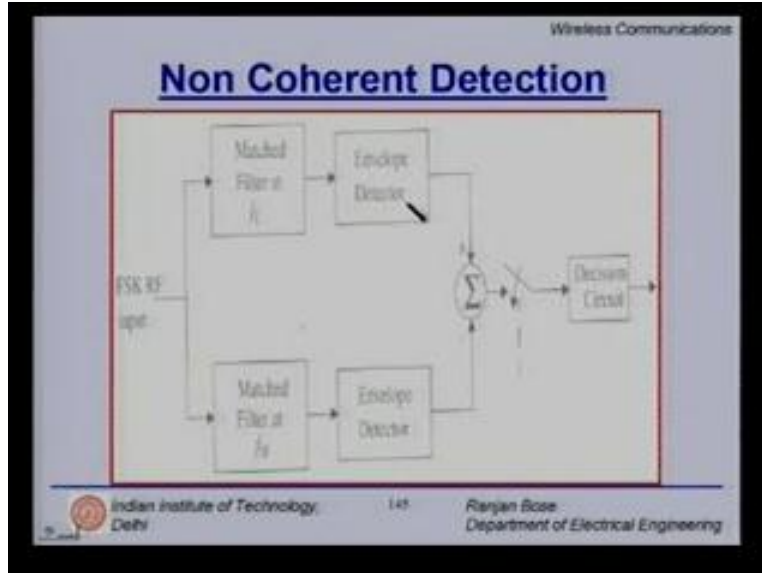 Wireless Communications
Non Coherent Detection
Matched
Filter at
Envelope
Detector
FSK RF
input
Σ
Decision
Circuit
Matched
Filter at
Envelope
Detector
Indian Institute of Technology,
Delhi
145
Ranjan Bose
Department of Electrical Engineering